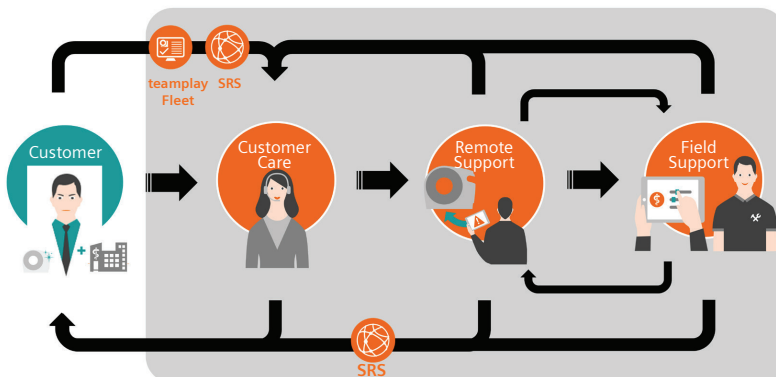 teamplay
Fleet
SRS
Customer
Customer
Care
Remote
Support
Field
Support
SRS